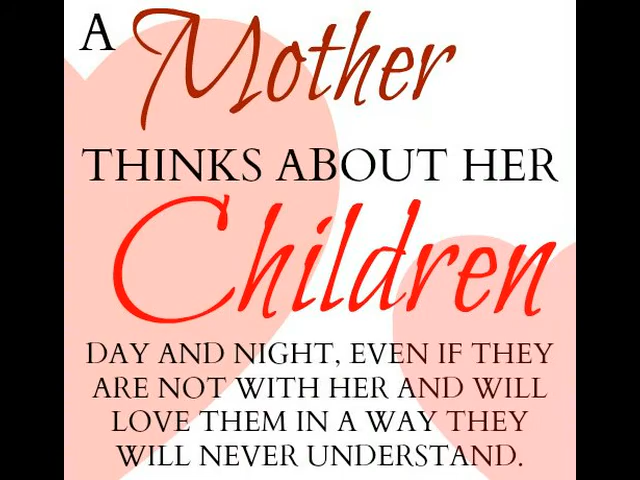 A Mother
THINKS ABOUT HER
Children
DAY AND NIGHT, EVEN IF THEY
ARE NOT WITH HER AND WILL
LOVE THEM IN A WAY THEY
WILL NEVER UNDERSTAND.